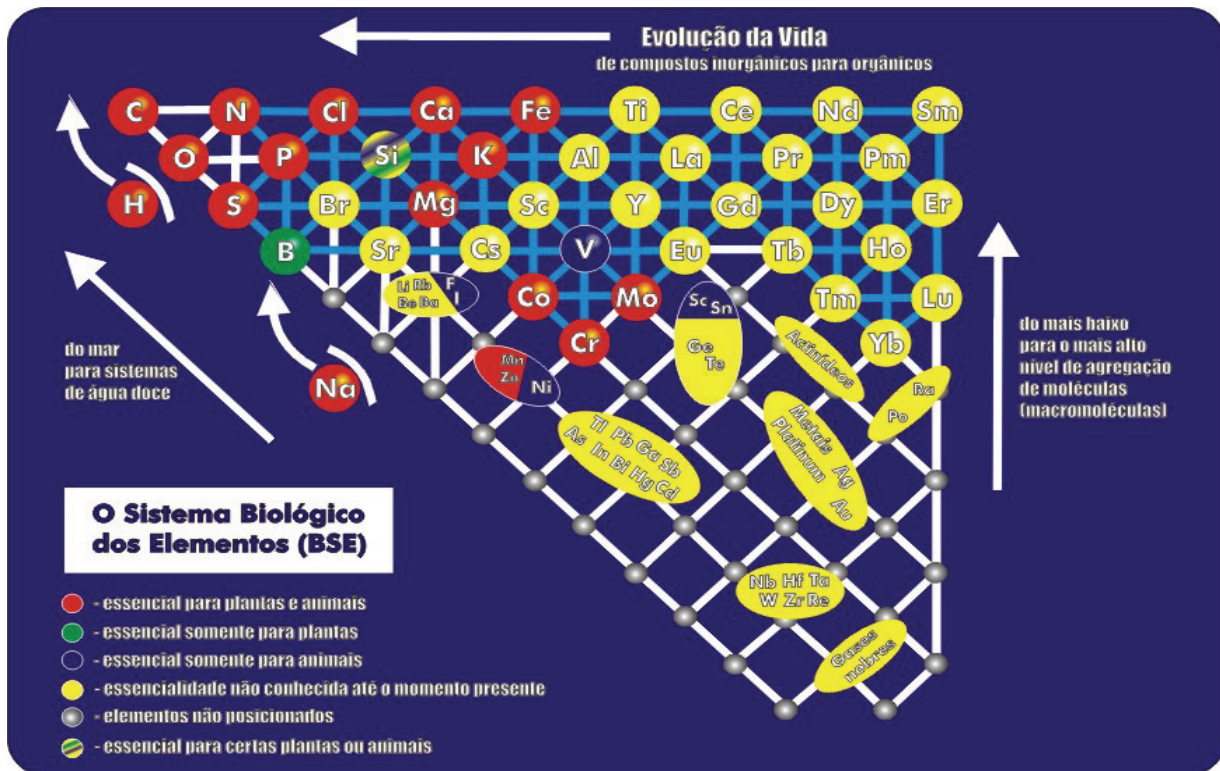 Evolução da Vida
de compostos inorgânicos para orgânicos
C N Cl Ca Fe Ti Ce Nd Sm
O P Si K Al La Pr Pm
H S Br Mg Sc Y Gd Dy Er
B Sr Cs V Eu Tb Ho
Li Rb F
Be Ba I
Co Mo Sc Sn Tm Lu
Cr Ge Te Actinídeos Yb
Mn
Zn Ni
Na
Ra
Po
do mar
para sistemas
de água doce
do mais baixo
para o mais alto
nível de agregação
de moléculas
(macromoléculas)
Tl Pb Ga Sb
As In Bi Hg Cd
Metais Ag
Platinum Au
O Sistema Biológico
dos Elementos (BSE)
Nb Hf Ta
W Zr Re
Gases
nobres
- essencial para plantas e animais
- essencial somente para plantas
- essencial somente para animais
- essencialidade não conhecida até o momento presente
- elementos não posicionados
- essencial para certas plantas ou animais